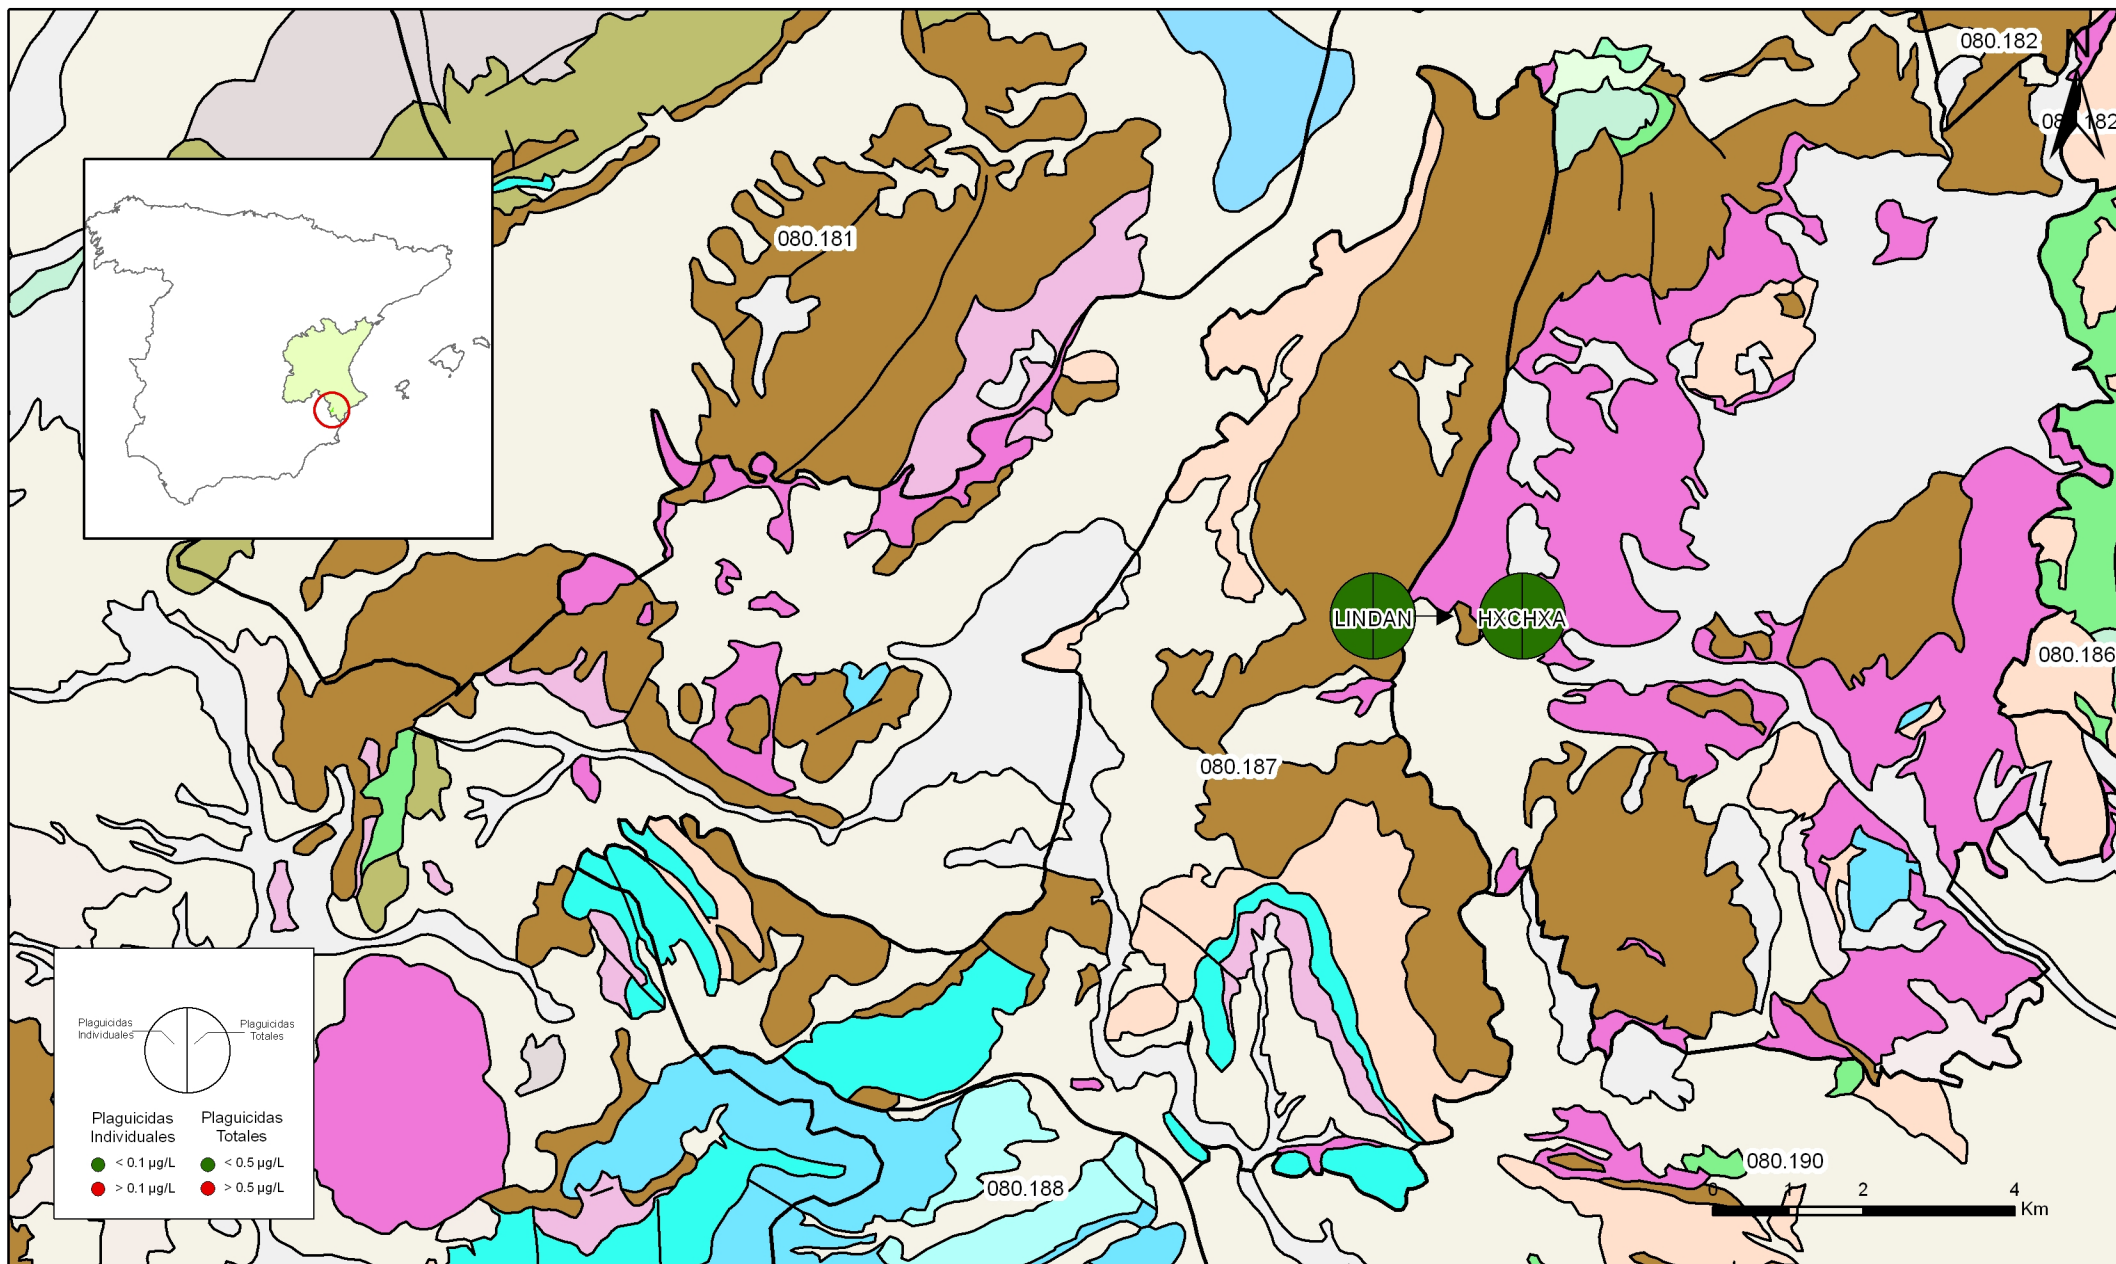 080.182
N
080.182
080.181
LINDAN
HXCHXA
080.186
080.187
Plaguicidas
Individuales
Plaguicidas
Totales
Plaguicidas
Individuales
Plaguicidas
Totales
< 0.1 µg/L
< 0.5 µg/L
> 0.1 µg/L
> 0.5 µg/L
080.188
080.190
0 1 2 4
Km